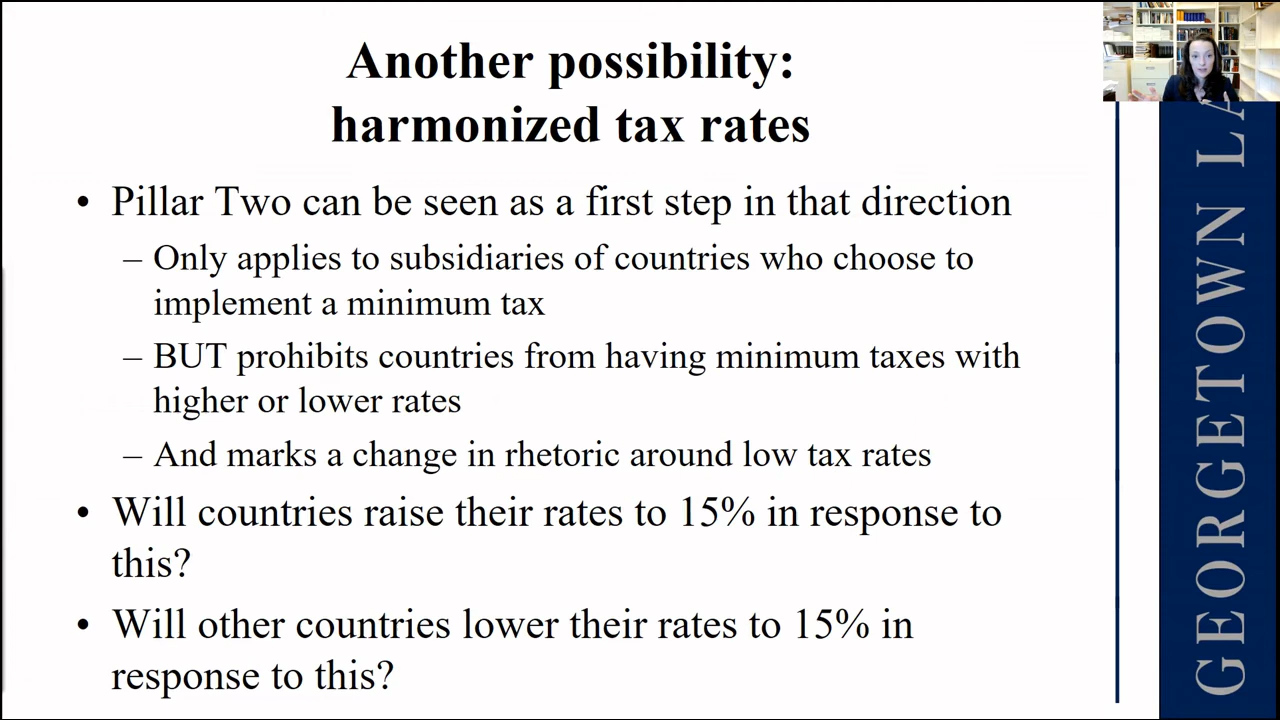 Another possibility:
harmonized tax rates
• Pillar Two can be seen as a first step in that direction
– Only applies to subsidiaries of countries who choose to
implement a minimum tax
– BUT prohibits countries from having minimum taxes with
higher or lower rates
– And marks a change in rhetoric around low tax rates
• Will countries raise their rates to 15% in response to
this?
• Will other countries lower their rates to 15% in
response to this?
GEORGETOWN LA